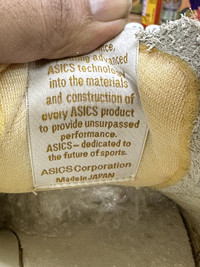 advanced
ASICS technology
into the materials
and construction of
every ASICS product
to provide unsurpassed
performance.
ASICS— dedicated to
the future of sports.
ASICS Corporation
Made in JAPAN